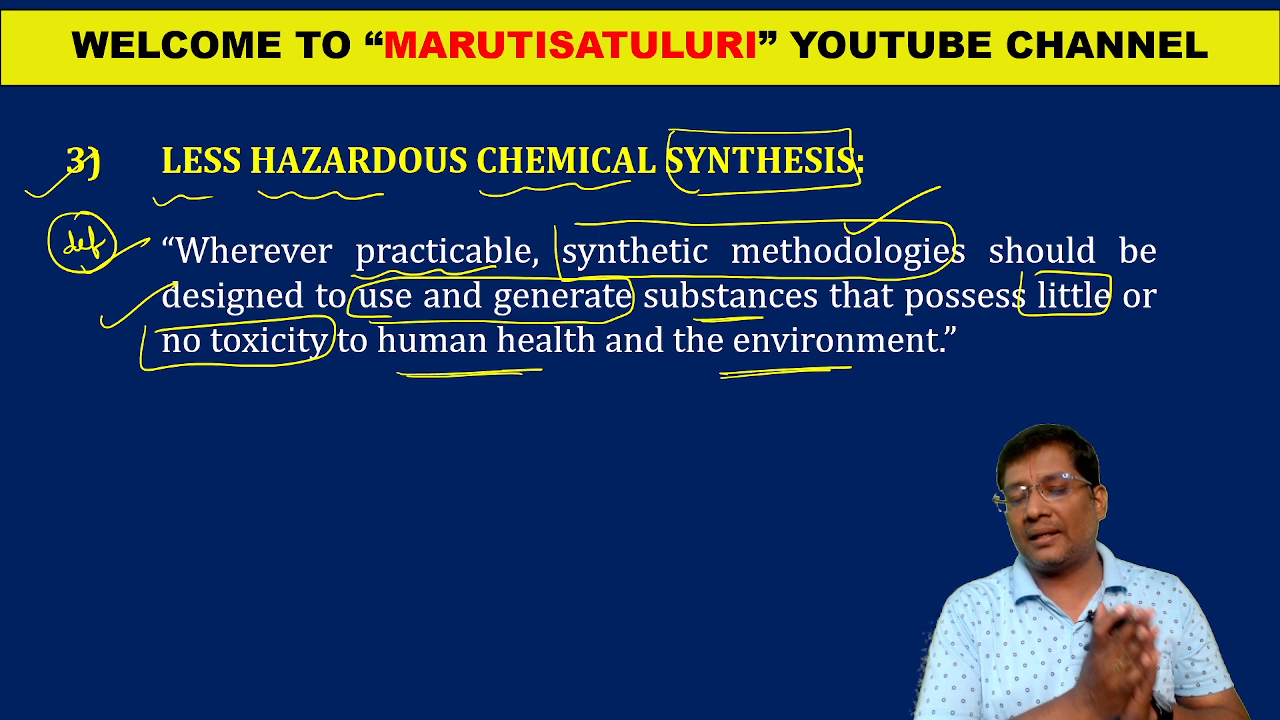 WELCOME TO “MARUTISATULURI” YOUTUBE CHANNEL
3) LESS HAZARDOUS CHEMICAL SYNTHESIS:
def
“Wherever practicable, synthetic methodologies should be
designed to use and generate substances that possess little or
no toxicity to human health and the environment.”